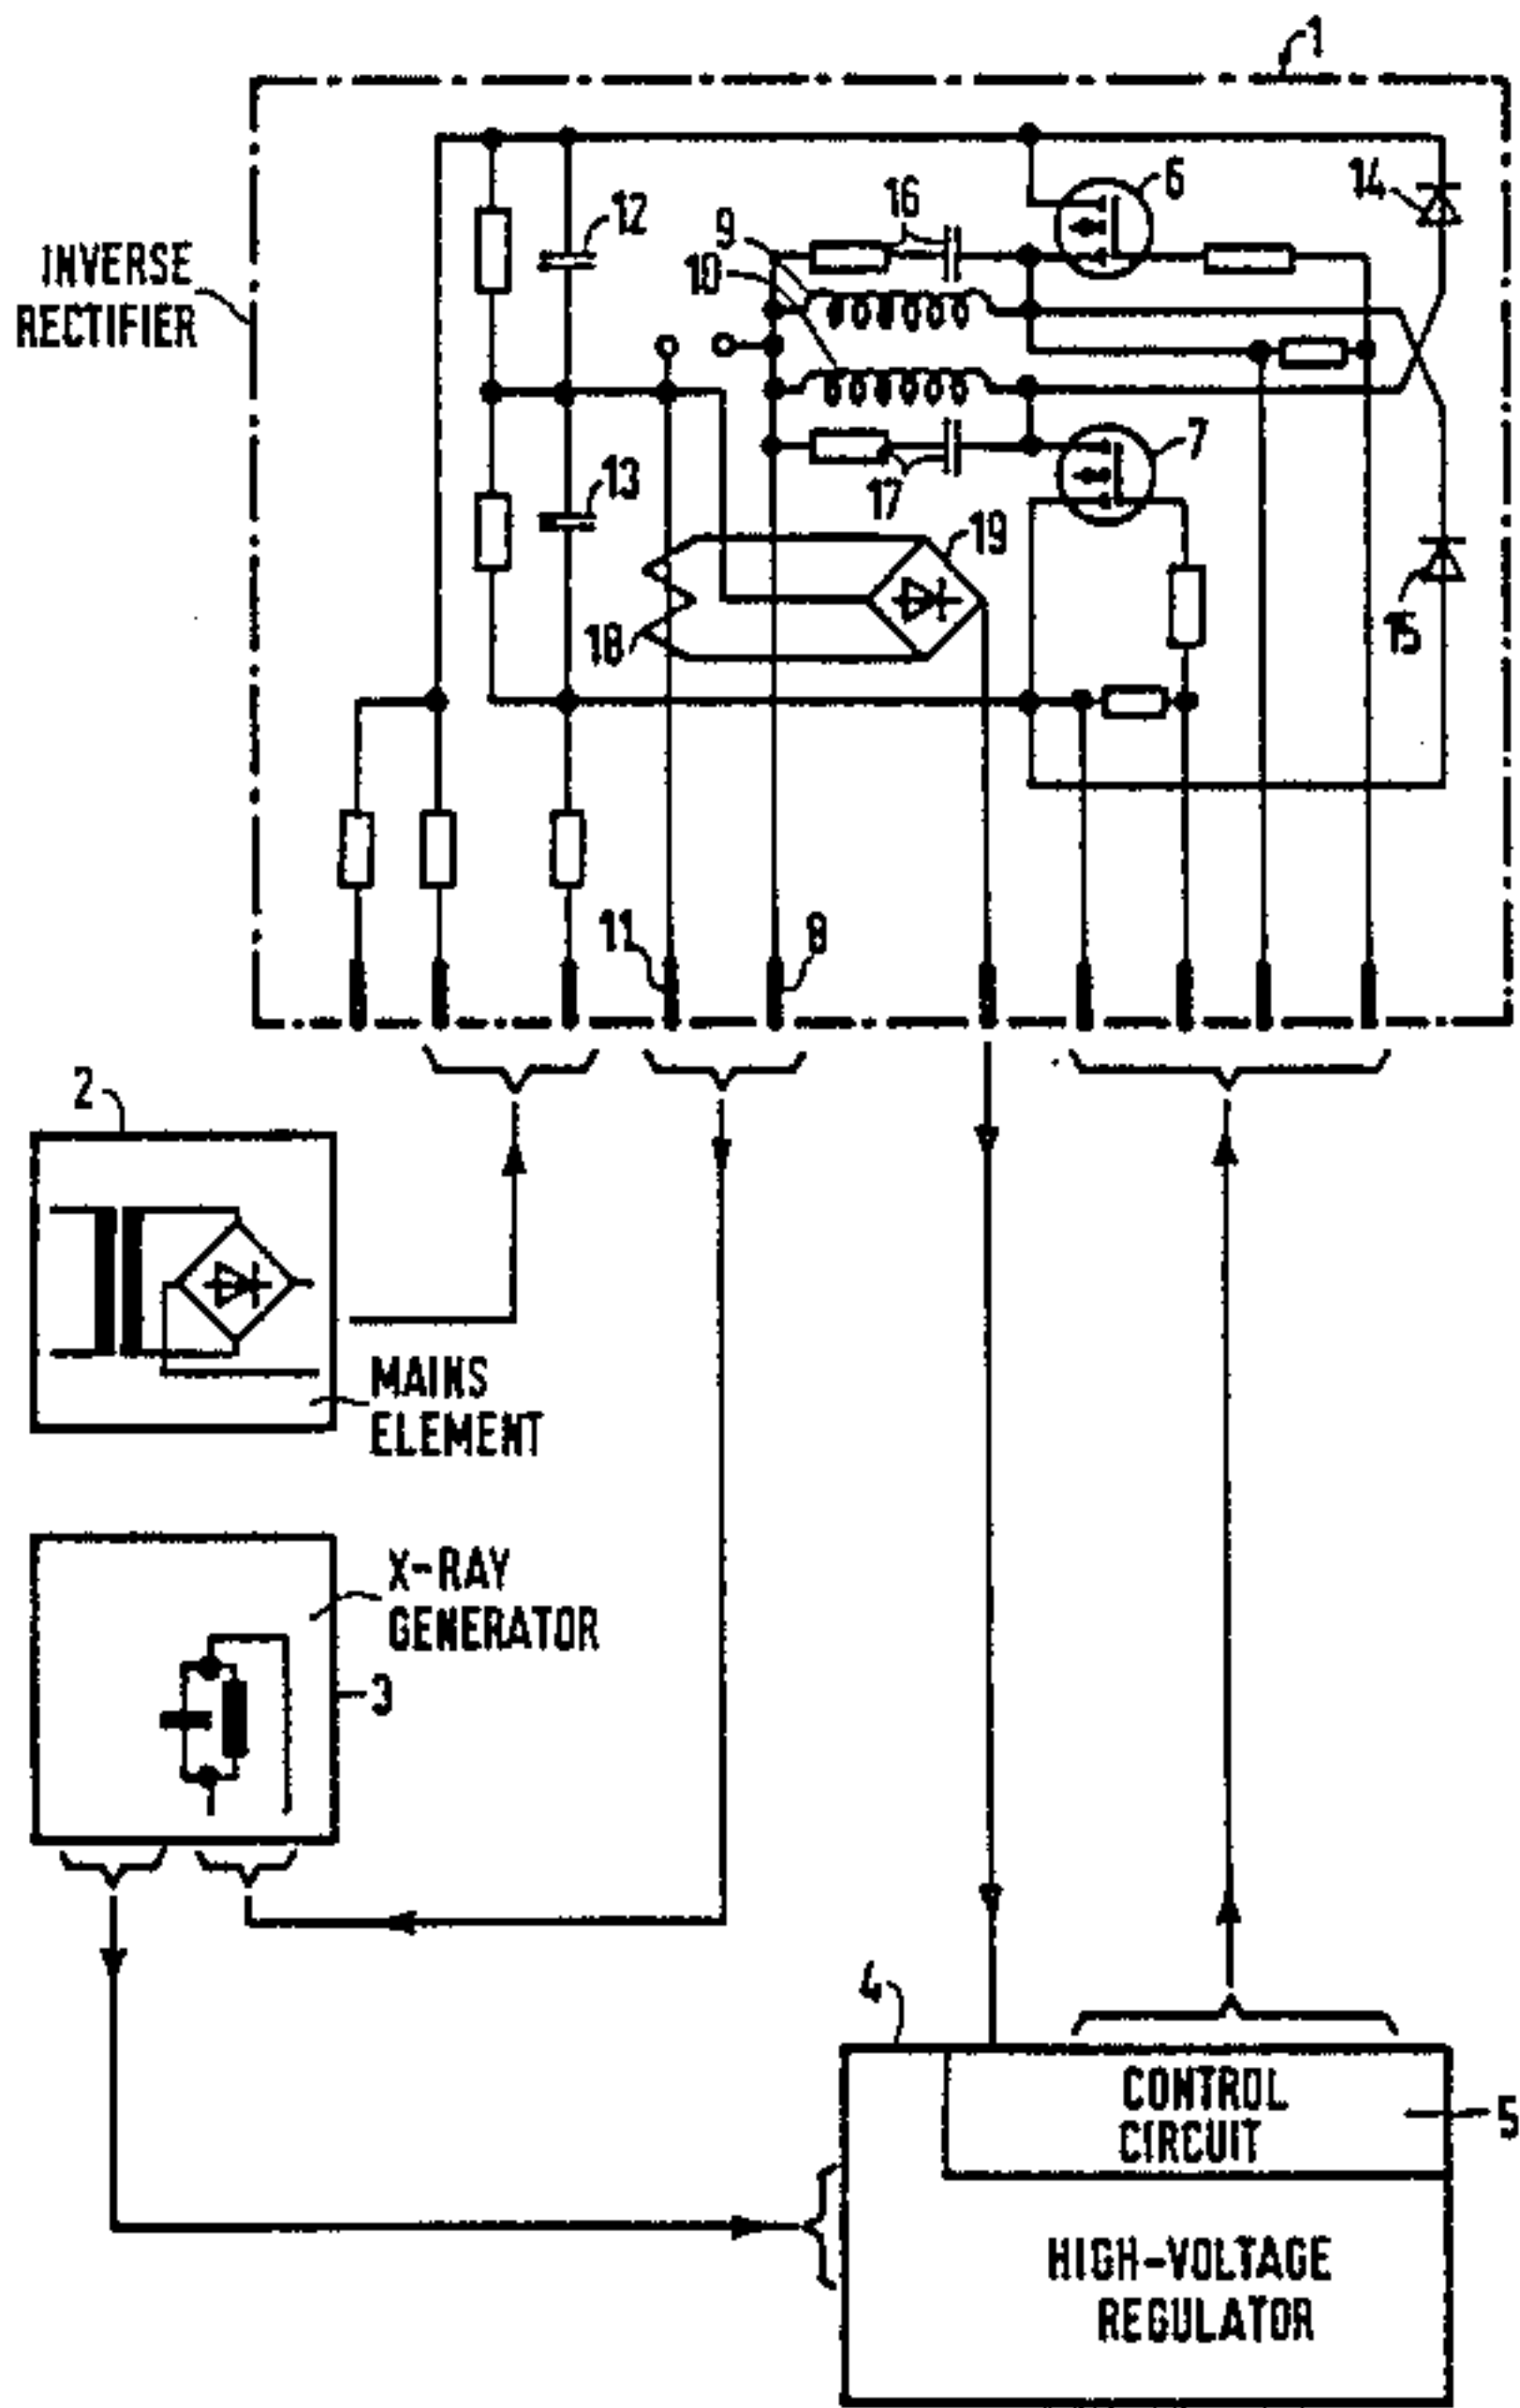 1
INVERSE
RECTIFIER
12
9
10
16
6
14
13
17
7
19
18
15
11
8
2
MAINS
ELEMENT
X-RAY
GENERATOR
3
4
CONTROL
CIRCUIT
5
HIGH-VOLTAGE
REGULATOR